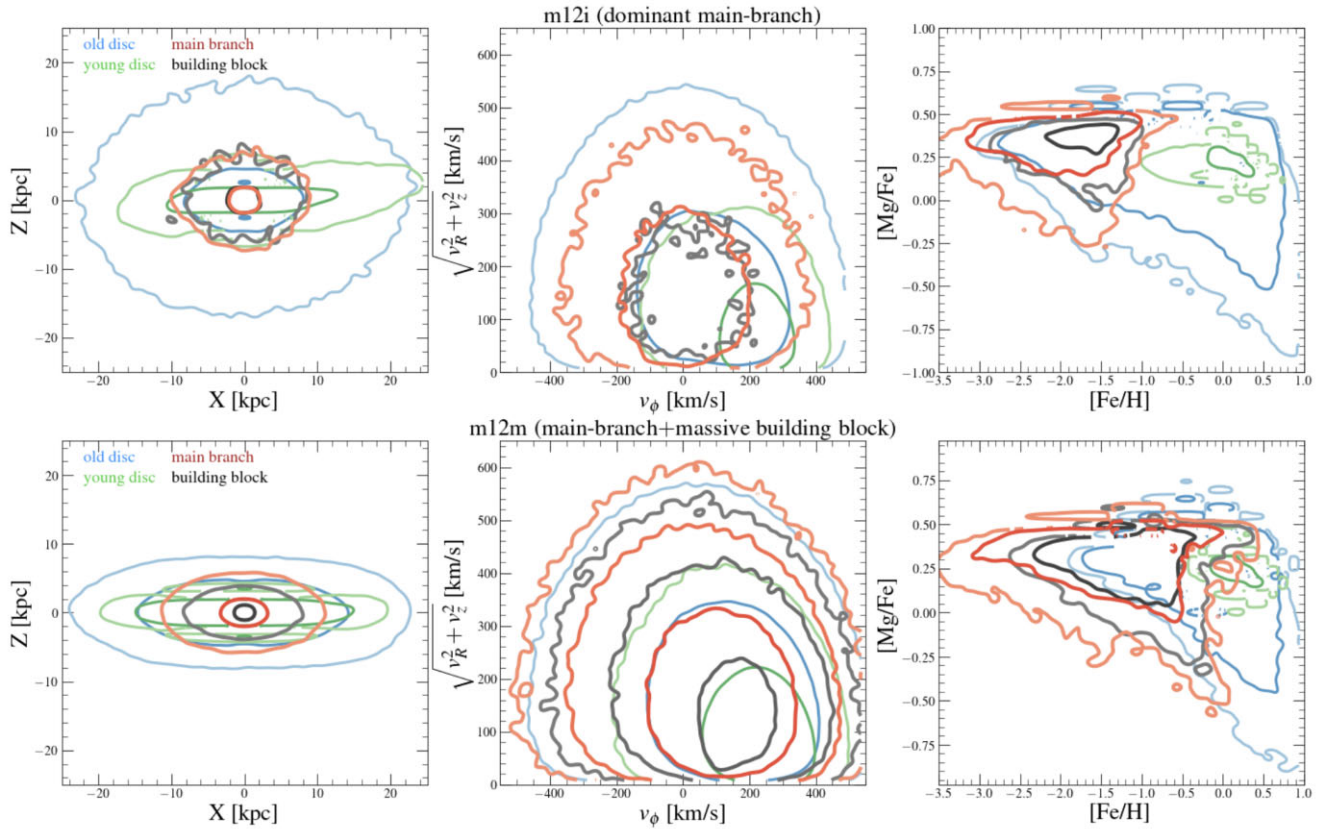 m12i (dominant main-branch)
old disc main branch
young disc building block
Z [kpc]
20
10
0
−10
−20
−20 −10 0 10 20
X [kpc]
√v_R^2 + v_z^2 [km/s]
600
500
400
300
200
100
0
−400 −200 0 200 400
v_ϕ [km/s]
[Mg/Fe]
1.00
0.75
0.50
0.25
0.00
−0.25
−0.50
−0.75
−1.00
−3.5 −3.0 −2.5 −2.0 −1.5 −1.0 −0.5 0.0 0.5 1.0
[Fe/H]
m12m (main-branch+massive building block)
old disc main branch
young disc building block
Z [kpc]
20
10
0
−10
−20
−20 −10 0 10 20
X [kpc]
√v_R^2 + v_z^2 [km/s]
600
500
400
300
200
100
0
−400 −200 0 200 400
v_ϕ [km/s]
[Mg/Fe]
0.75
0.50
0.25
0.00
−0.25
−0.50
−0.75
−3.5 −3.0 −2.5 −2.0 −1.5 −1.0 −0.5 0.0 0.5 1.0
[Fe/H]